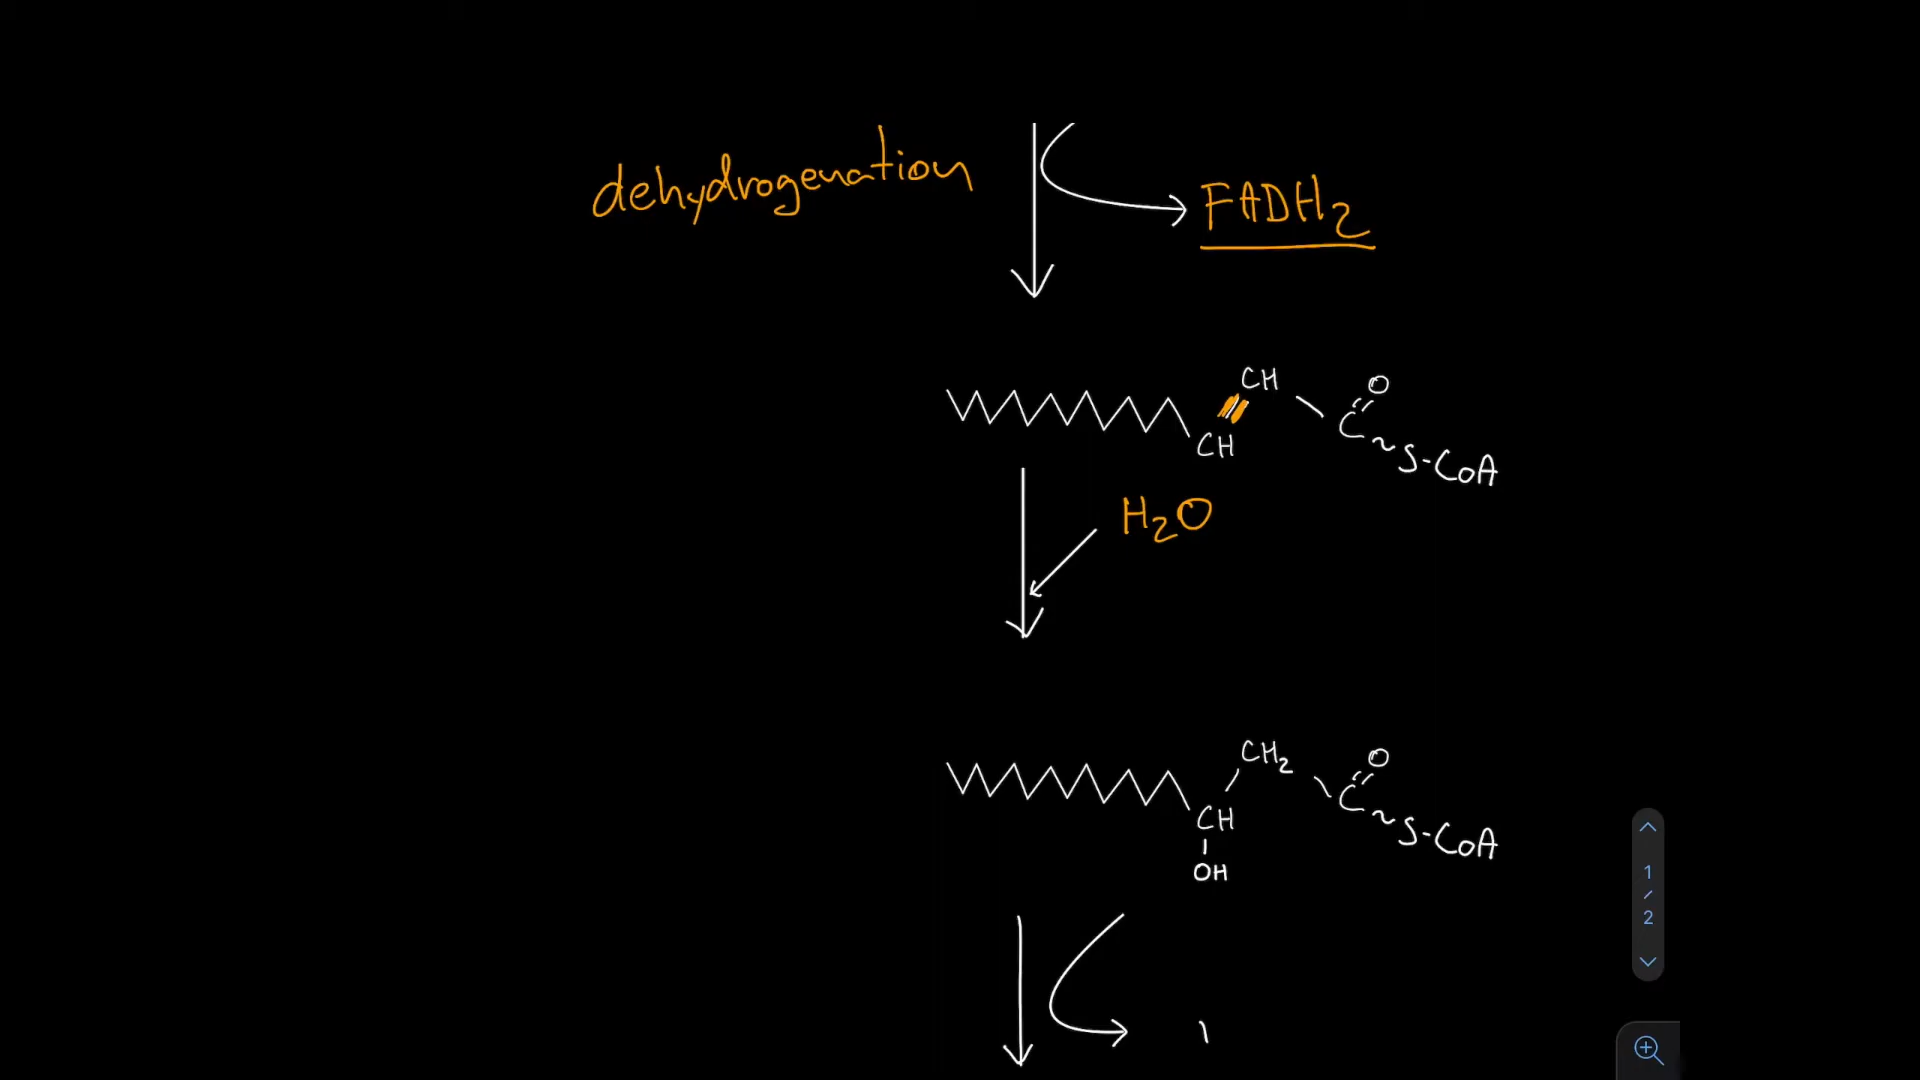 dehydrogenation
FADH2
CH
O
C
CH
~S-CoA
H2O
CH2
O
C
CH
~S-CoA
OH
1
/
2